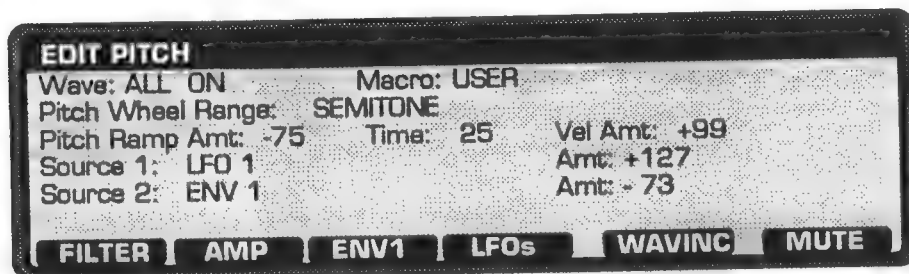 EDIT PITCH
Wave: ALL ON Macro: USER
Pitch Wheel Range: SEMITONE
Pitch Ramp Amt: -75 Time: 25 Vel Amt: +99
Source 1: LFO 1 Amt: +127
Source 2: ENV 1 Amt: - 73
FILTER AMP ENV1 LFOs WAVINC MUTE